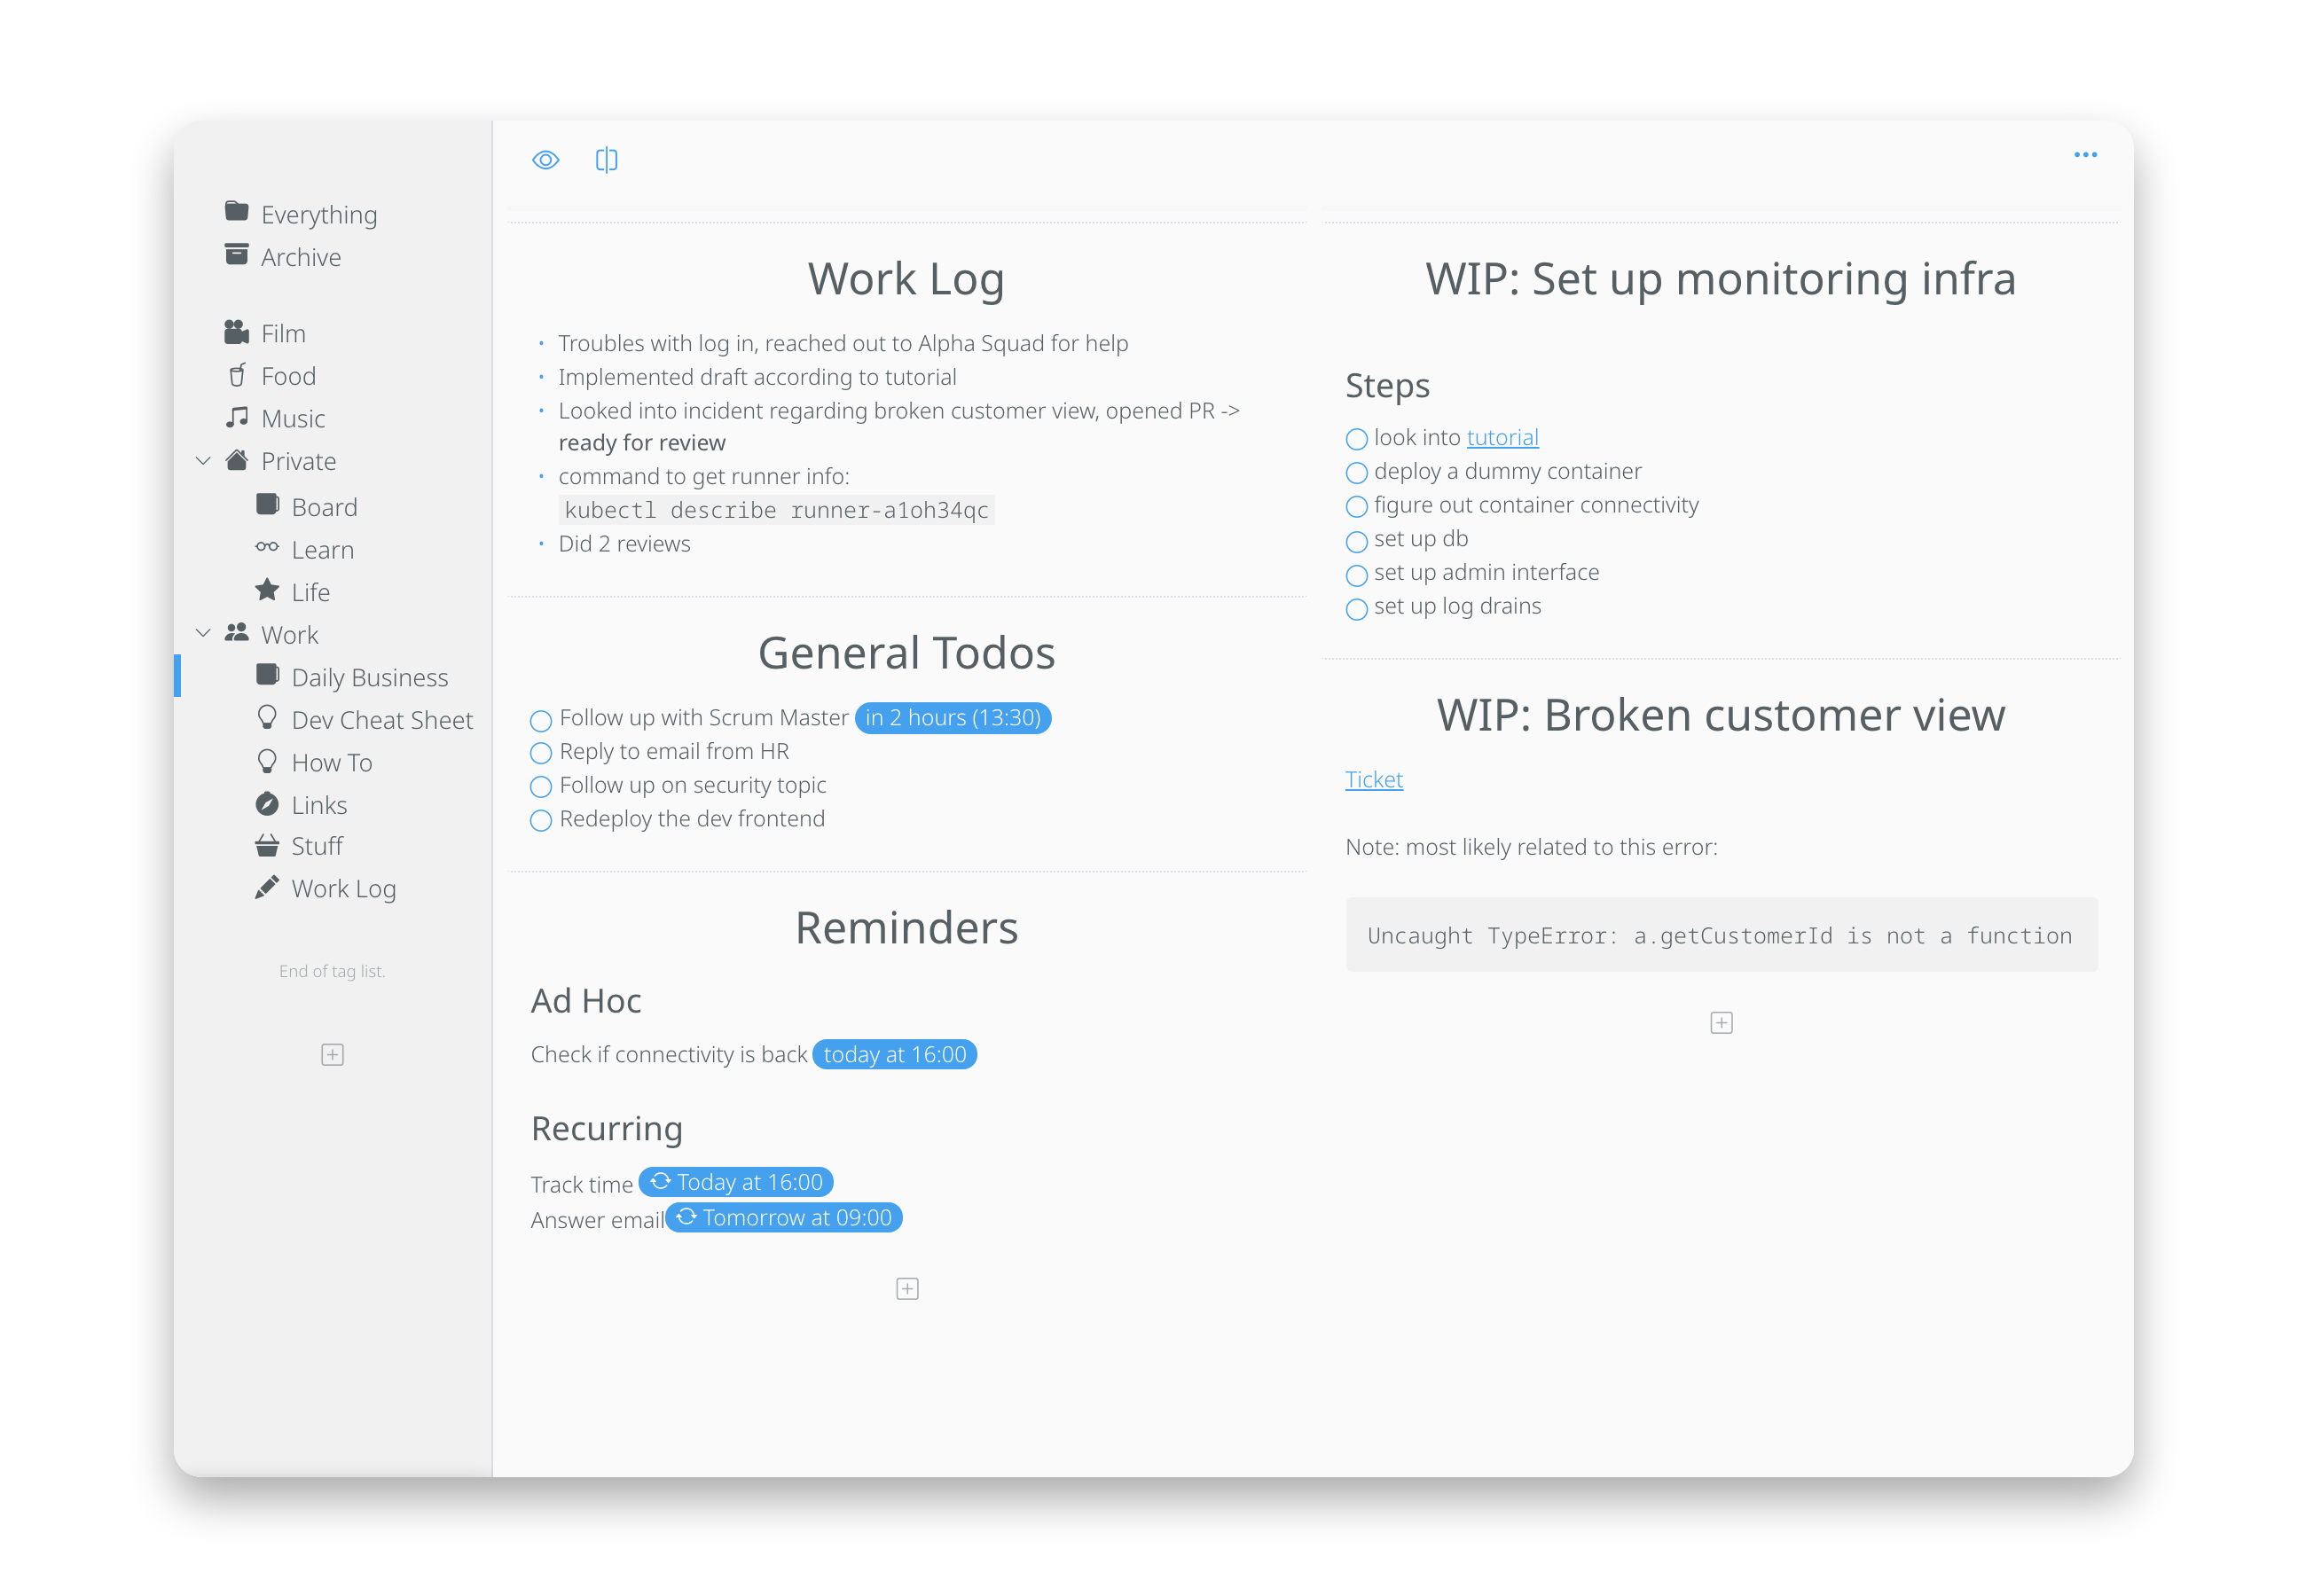 Everything
Archive
Film
Food
Music
Private
Board
Learn
Life
Work
Daily Business
Dev Cheat Sheet
How To
Links
Stuff
Work Log
End of tag list.
Work Log
Troubles with log in, reached out to Alpha Squad for help
Implemented draft according to tutorial
Looked into incident regarding broken customer view, opened PR ->
ready for review
command to get runner info:
kubectl describe runner-a1oh34qc
Did 2 reviews
General Todos
Follow up with Scrum Master in 2 hours (13:30)
Reply to email from HR
Follow up on security topic
Redeploy the dev frontend
Reminders
Ad Hoc
Check if connectivity is back today at 16:00
Recurring
Track time Today at 16:00
Answer email Tomorrow at 09:00
WIP: Set up monitoring infra
Steps
look into tutorial
deploy a dummy container
figure out container connectivity
set up db
set up admin interface
set up log drains
WIP: Broken customer view
Ticket
Note: most likely related to this error:
Uncaught TypeError: a.getCustomerId is not a function